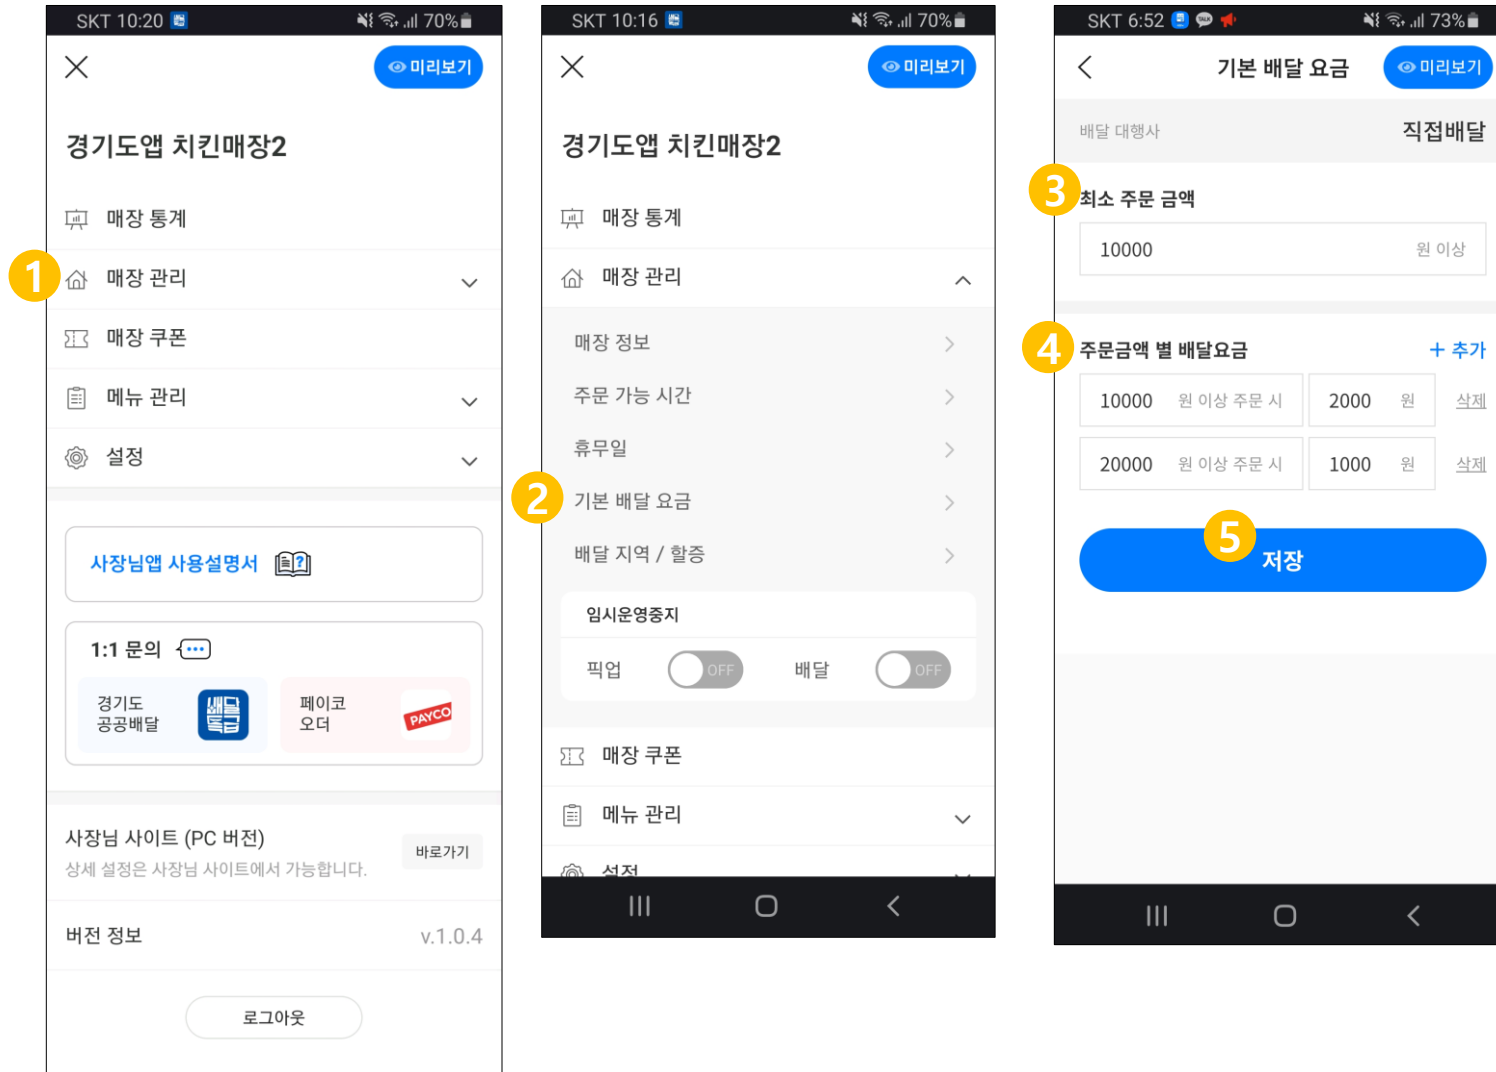 SKT 10:20
70%
미리보기
경기도앱 치킨매장2
매장 통계
1
매장 관리
매장 쿠폰
메뉴 관리
설정
사장님앱 사용설명서
1:1 문의
경기도
공공배달
배달
특급
페이코
오더
PAYCO
사장님 사이트 (PC 버전)
상세 설정은 사장님 사이트에서 가능합니다.
바로가기
버전 정보
v.1.0.4
로그아웃
SKT 10:16
70%
미리보기
경기도앱 치킨매장2
매장 통계
매장 관리
매장 정보
주문 가능 시간
휴무일
2
기본 배달 요금
배달 지역 / 할증
임시운영중지
픽업 OFF 배달 OFF
매장 쿠폰
메뉴 관리
설정
SKT 6:52
TALK
73%
기본 배달 요금
미리보기
배달 대행사
직접배달
3
최소 주문 금액
10000 원 이상
4
주문금액 별 배달요금
+ 추가
10000 원 이상 주문 시 2000 원 삭제
20000 원 이상 주문 시 1000 원 삭제
5
저장